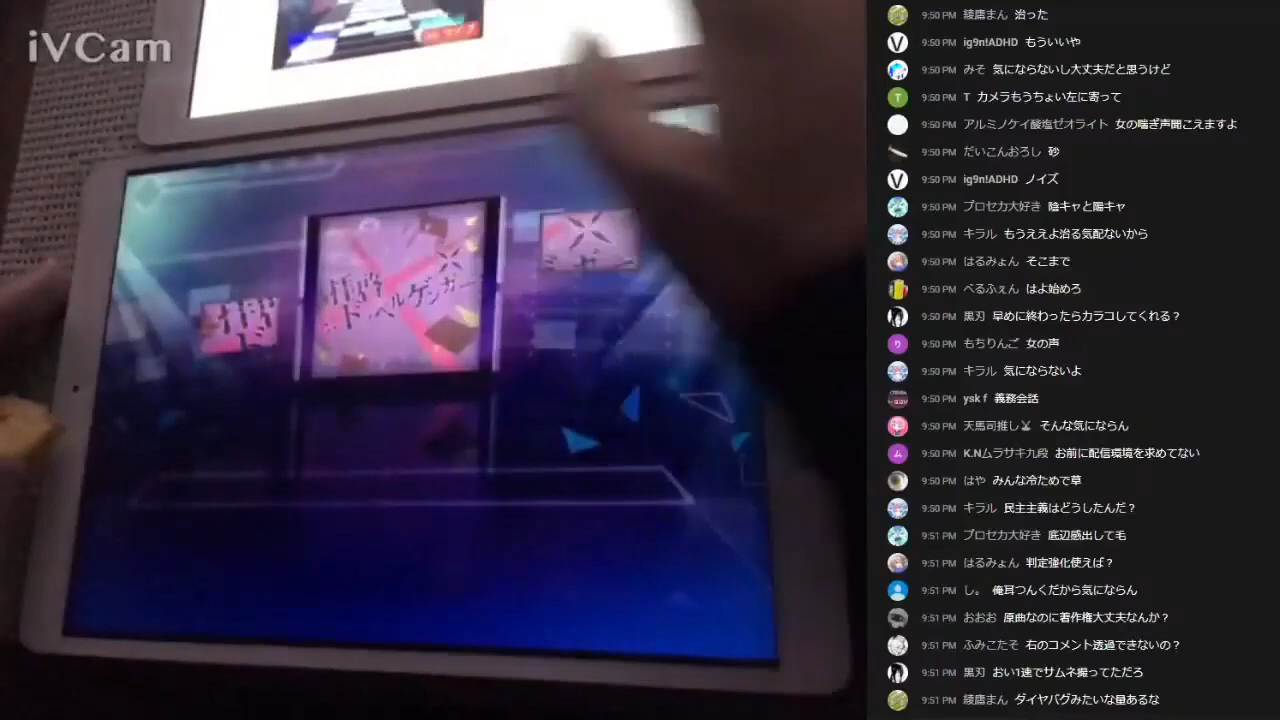 iVCam
ドッペルゲンガー
9:50 PM 綾鷹まん 治った
9:50 PM ig9n!ADHD もういいや
9:50 PM みそ 気にならないし大丈夫だと思うけど
9:50 PM T カメラもうちょい左に寄って
9:50 PM アルミノケイ酸塩ゼオライト 女の喘ぎ声聞こえますよ
9:50 PM だいこんおろし 砂
9:50 PM ig9n!ADHD ノイズ
9:50 PM プロセカ大好き 陰キャと陽キャ
9:50 PM キラル もうええよ治る気配ないから
9:50 PM はるみょん そこまで
9:50 PM べるふぇん はよ始めろ
9:50 PM 黒刃 早めに終わったらカラコしてくれる？
9:50 PM もちりんご 女の声
9:50 PM キラル 気にならないよ
9:50 PM ysk f 義務会話
9:50 PM 天馬司推し そんな気にならん
9:50 PM K.Nムラサキ九段 お前に配信環境を求めてない
9:50 PM はや みんな冷ためで草
9:50 PM キラル 民主主義はどうしたんだ？
9:51 PM プロセカ大好き 底辺感出してて毛
9:51 PM はるみょん 判定強化使えば？
9:51 PM し。 俺耳つんくだから気にならん
9:51 PM おおお 原曲なのに著作権大丈夫なんか？
9:51 PM ふみこたそ 右のコメント透過できないの？
9:51 PM 黒刃 おい1速でサムネ撮ってただろ
9:51 PM 綾鷹まん ダイヤバグみたいな量あるな